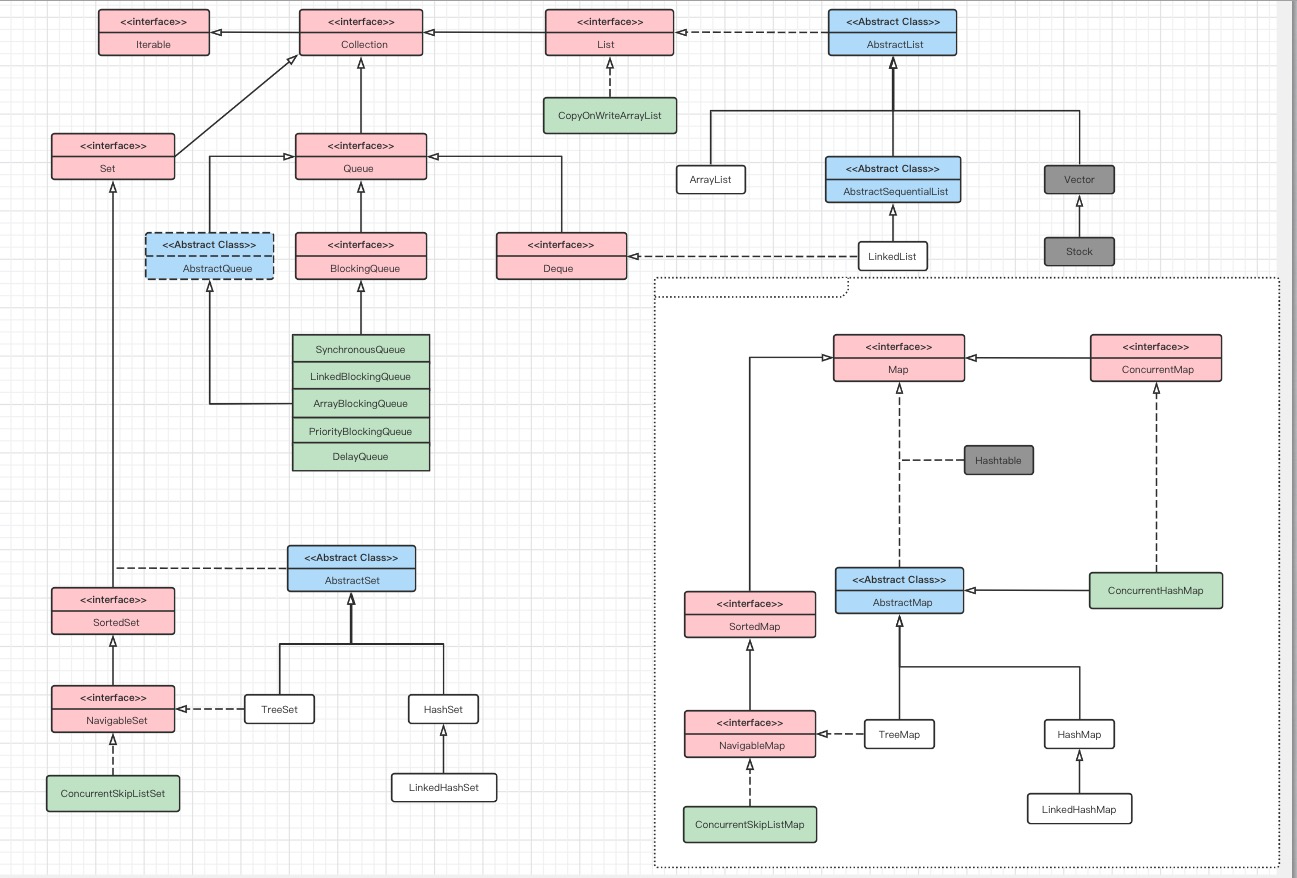 <<interface>>
Iterable
<<interface>>
Collection
<<interface>>
List
<<Abstract Class>>
AbstractList
CopyOnWriteArrayList
<<interface>>
Set
<<interface>>
Queue
ArrayList
<<Abstract Class>>
AbstractSequentialList
Vector
<<Abstract Class>>
AbstractQueue
<<interface>>
BlockingQueue
<<interface>>
Deque
LinkedList
Stock
SynchronousQueue
LinkedBlockingQueue
ArrayBlockingQueue
PriorityBlockingQueue
DelayQueue
<<interface>>
Map
<<interface>>
ConcurrentMap
Hashtable
<<Abstract Class>>
AbstractSet
<<interface>>
SortedSet
<<interface>>
NavigableSet
TreeSet
HashSet
ConcurrentSkipListSet
LinkedHashSet
<<Abstract Class>>
AbstractMap
ConcurrentHashMap
<<interface>>
SortedMap
<<interface>>
NavigableMap
TreeMap
HashMap
ConcurrentSkipListMap
LinkedHashMap